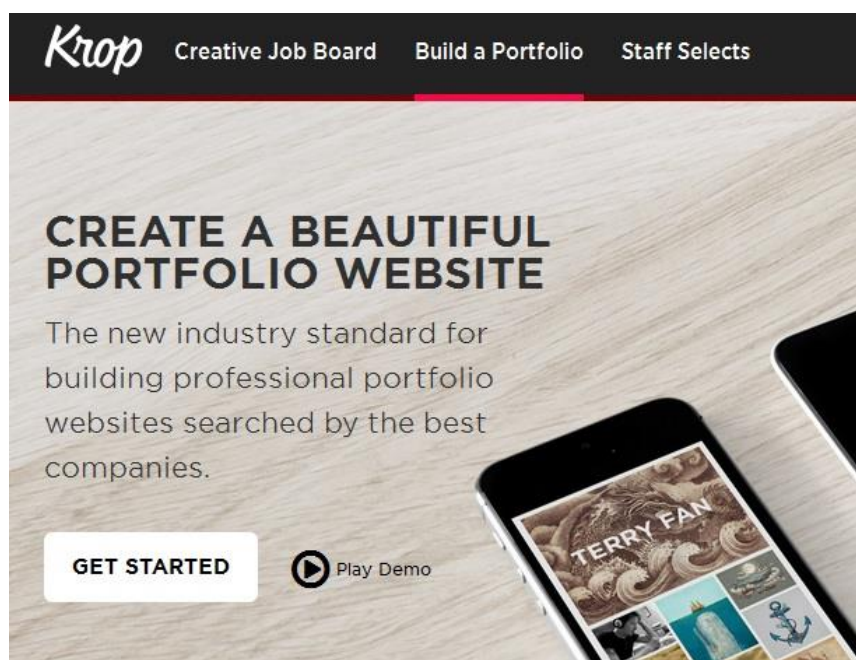 Krop Creative Job Board Build a Portfolio Staff Selects
CREATE A BEAUTIFUL
PORTFOLIO WEBSITE
The new industry standard for
building professional portfolio
websites searched by the best
companies.
GET STARTED Play Demo
TERRY FAN